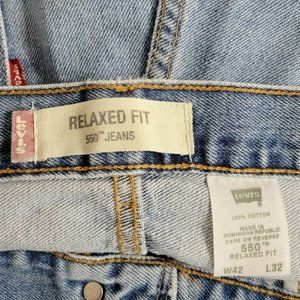 LEVI'S
RELAXED FIT
550™ JEANS
Levi's
100% COTTON
MADE IN
DOMINICAN REPUBLIC
CARE ON REVERSE
550™
RELAXED FIT
W42 L32